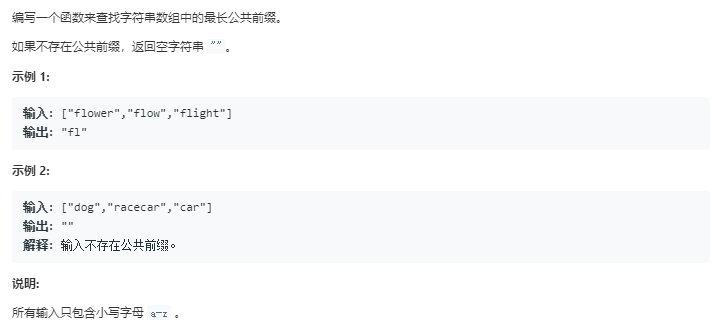 编写一个函数来查找字符串数组中的最长公共前缀。
如果不存在公共前缀，返回空字符串 ""。
示例 1:
输入: ["flower","flow","flight"]
输出: "fl"
示例 2:
输入: ["dog","racecar","car"]
输出: ""
解释: 输入不存在公共前缀。
说明:
所有输入只包含小写字母 a-z 。